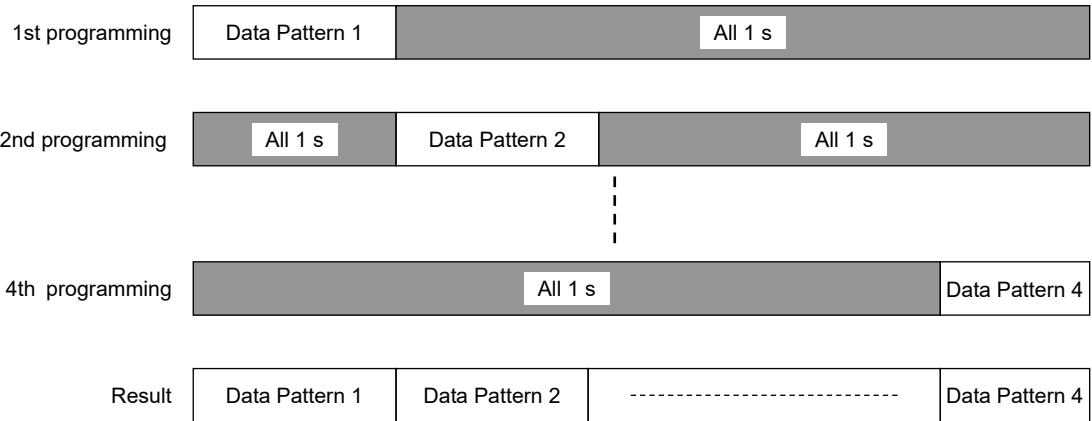 1st programming Data Pattern 1 All 1 s
2nd programming All 1 s Data Pattern 2 All 1 s
4th programming All 1 s Data Pattern 4
Result Data Pattern 1 Data Pattern 2 Data Pattern 4